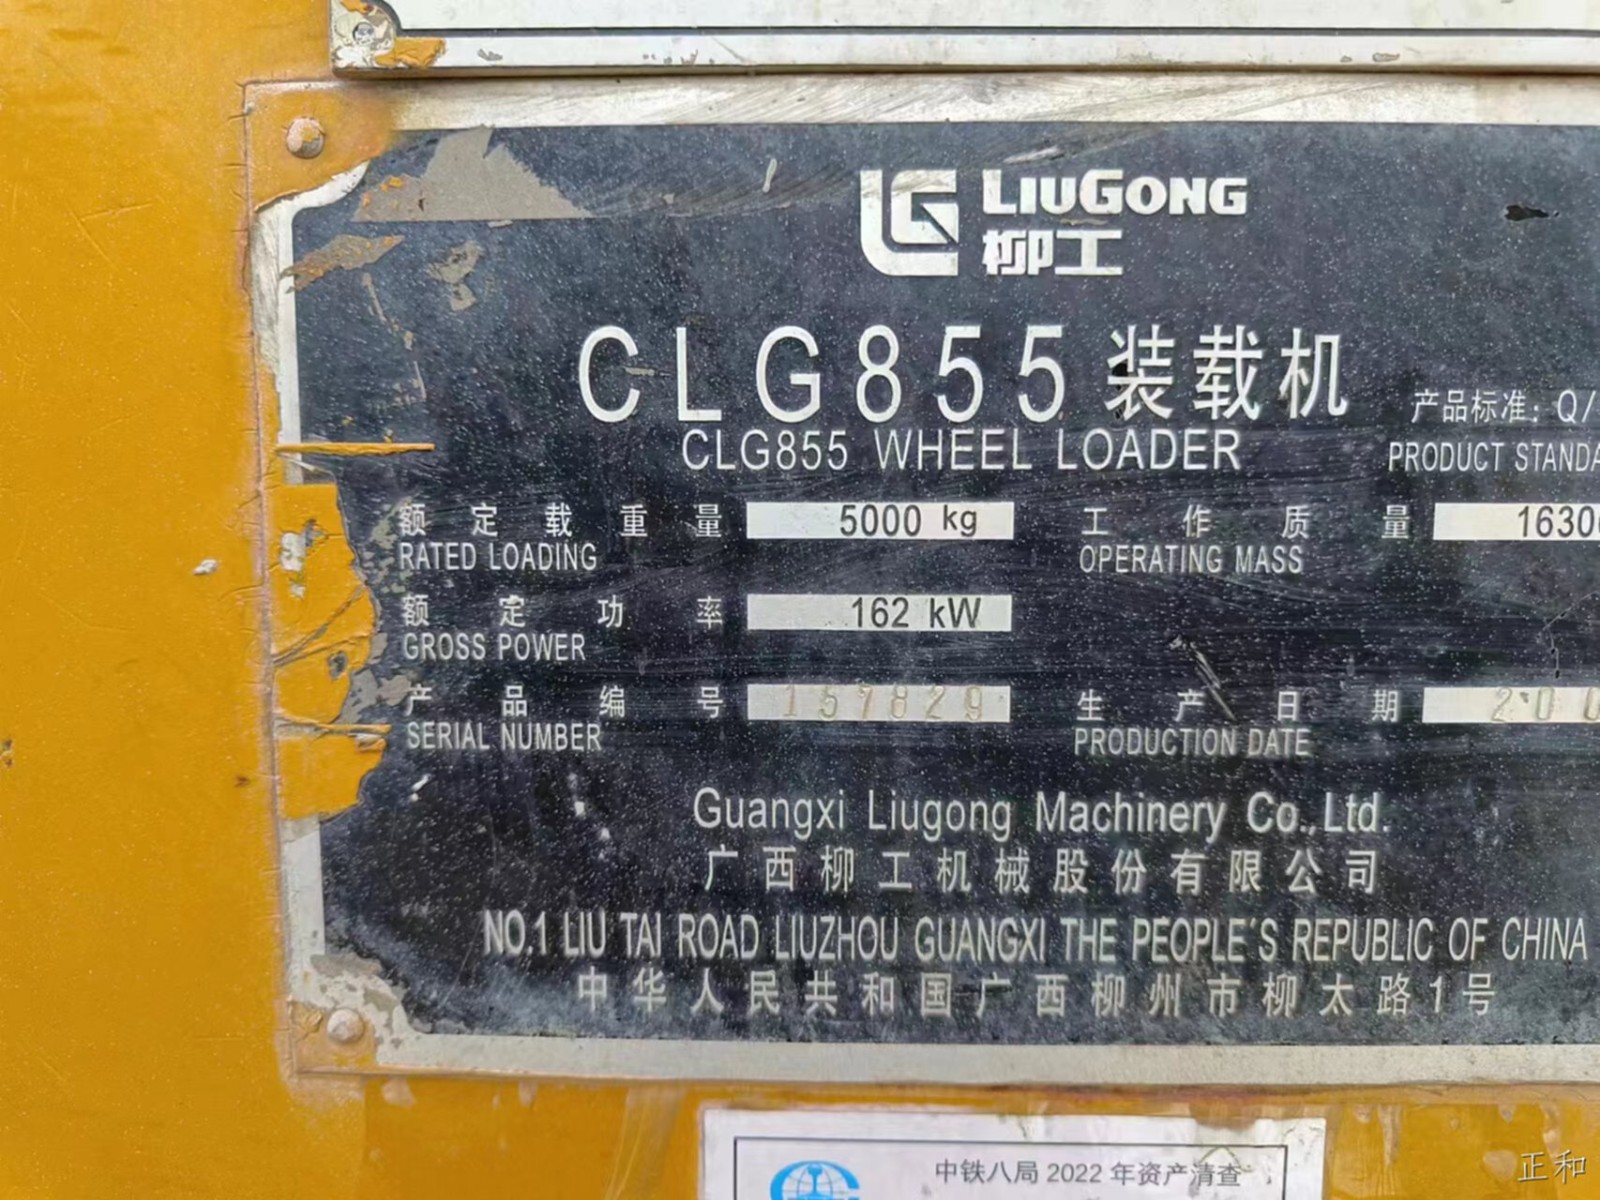 LIUGONG
柳工
CLG855装载机
CLG855 WHEEL LOADER
产品标准：Q/
PRODUCT STANDA
额定载重量 5000 kg 工作质量 1630
RATED LOADING OPERATING MASS
额定功率 162 kW
GROSS POWER
产品编号 157829 生产日期 200
SERIAL NUMBER PRODUCTION DATE
Guangxi Liugong Machinery Co.,Ltd.
广西柳工机械股份有限公司
NO.1 LIU TAI ROAD LIUZHOU GUANGXI THE PEOPLE'S REPUBLIC OF CHINA
中华人民共和国广西柳州市柳太路1号
中铁八局2022年资产清查
正和